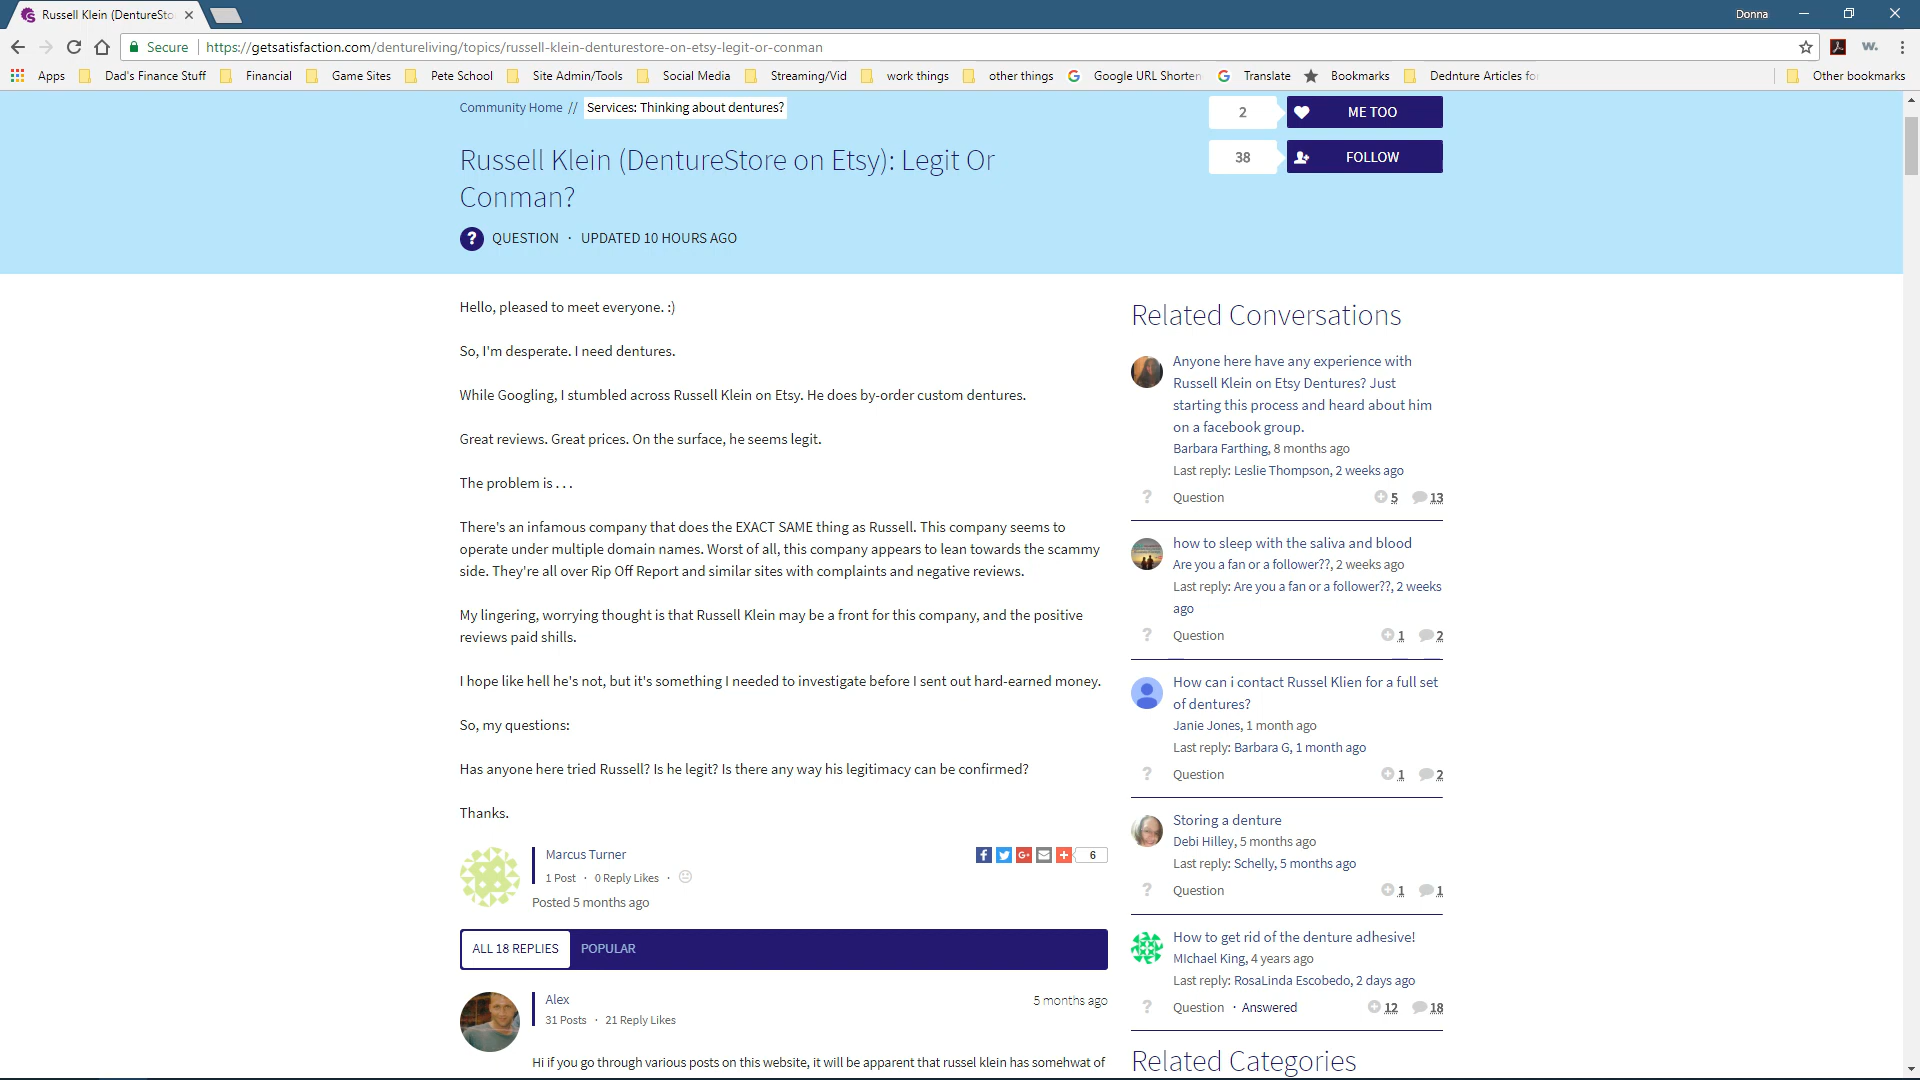 Russell Klein (DentureSto
Donna
Secure
https://getsatisfaction.com/dentureliving/topics/russell-klein-denturestore-on-etsy-legit-or-conman
w.
Apps
Dad's Finance Stuff
Financial
Game Sites
Pete School
Site Admin/Tools
Social Media
Streaming/Vid
work things
other things
Google URL Shorten
Translate
Bookmarks
Dednture Articles fo
Other bookmarks
Community Home // Services: Thinking about dentures?
2
ME TOO
38
FOLLOW
Russell Klein (DentureStore on Etsy): Legit Or
Conman?
? QUESTION · UPDATED 10 HOURS AGO
Hello, pleased to meet everyone. :)
So, I'm desperate. I need dentures.
While Googling, I stumbled across Russell Klein on Etsy. He does by-order custom dentures.
Great reviews. Great prices. On the surface, he seems legit.
The problem is . . .
There's an infamous company that does the EXACT SAME thing as Russell. This company seems to
operate under multiple domain names. Worst of all, this company appears to lean towards the scammy
side. They're all over Rip Off Report and similar sites with complaints and negative reviews.
My lingering, worrying thought is that Russell Klein may be a front for this company, and the positive
reviews paid shills.
I hope like hell he's not, but it's something I needed to investigate before I sent out hard-earned money.
So, my questions:
Has anyone here tried Russell? Is he legit? Is there any way his legitimacy can be confirmed?
Thanks.
Marcus Turner
1 Post · 0 Reply Likes ·
Posted 5 months ago
6
ALL 18 REPLIES
POPULAR
Alex
5 months ago
31 Posts · 21 Reply Likes
Hi if you go through various posts on this website, it will be apparent that russel klein has somehwat of
Related Conversations
Anyone here have any experience with
Russell Klein on Etsy Dentures? Just
starting this process and heard about him
on a facebook group.
Barbara Farthing, 8 months ago
Last reply: Leslie Thompson, 2 weeks ago
? Question 5 13
how to sleep with the saliva and blood
Are you a fan or a follower??, 2 weeks ago
Last reply: Are you a fan or a follower??, 2 weeks
ago
? Question 1 2
How can i contact Russel Klien for a full set
of dentures?
Janie Jones, 1 month ago
Last reply: Barbara G, 1 month ago
? Question 1 2
Storing a denture
Debi Hilley, 5 months ago
Last reply: Schelly, 5 months ago
? Question 1 1
How to get rid of the denture adhesive!
MIchael King, 4 years ago
Last reply: RosaLinda Escobedo, 2 days ago
? Question · Answered 12 18
Related Categories